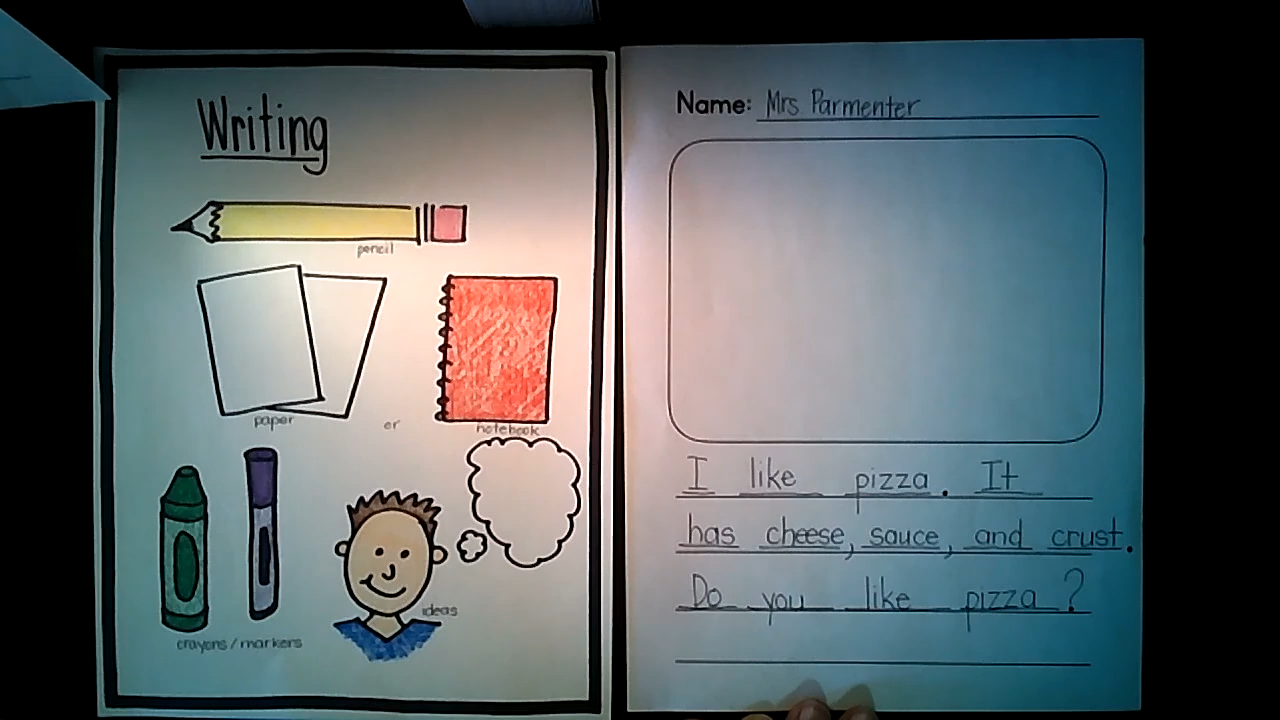 Writing
pencil
paper
or
notebook
crayons/markers
ideas
Name: Mrs Parmenter
I like pizza. It
has cheese, sauce, and crust.
Do you like pizza?